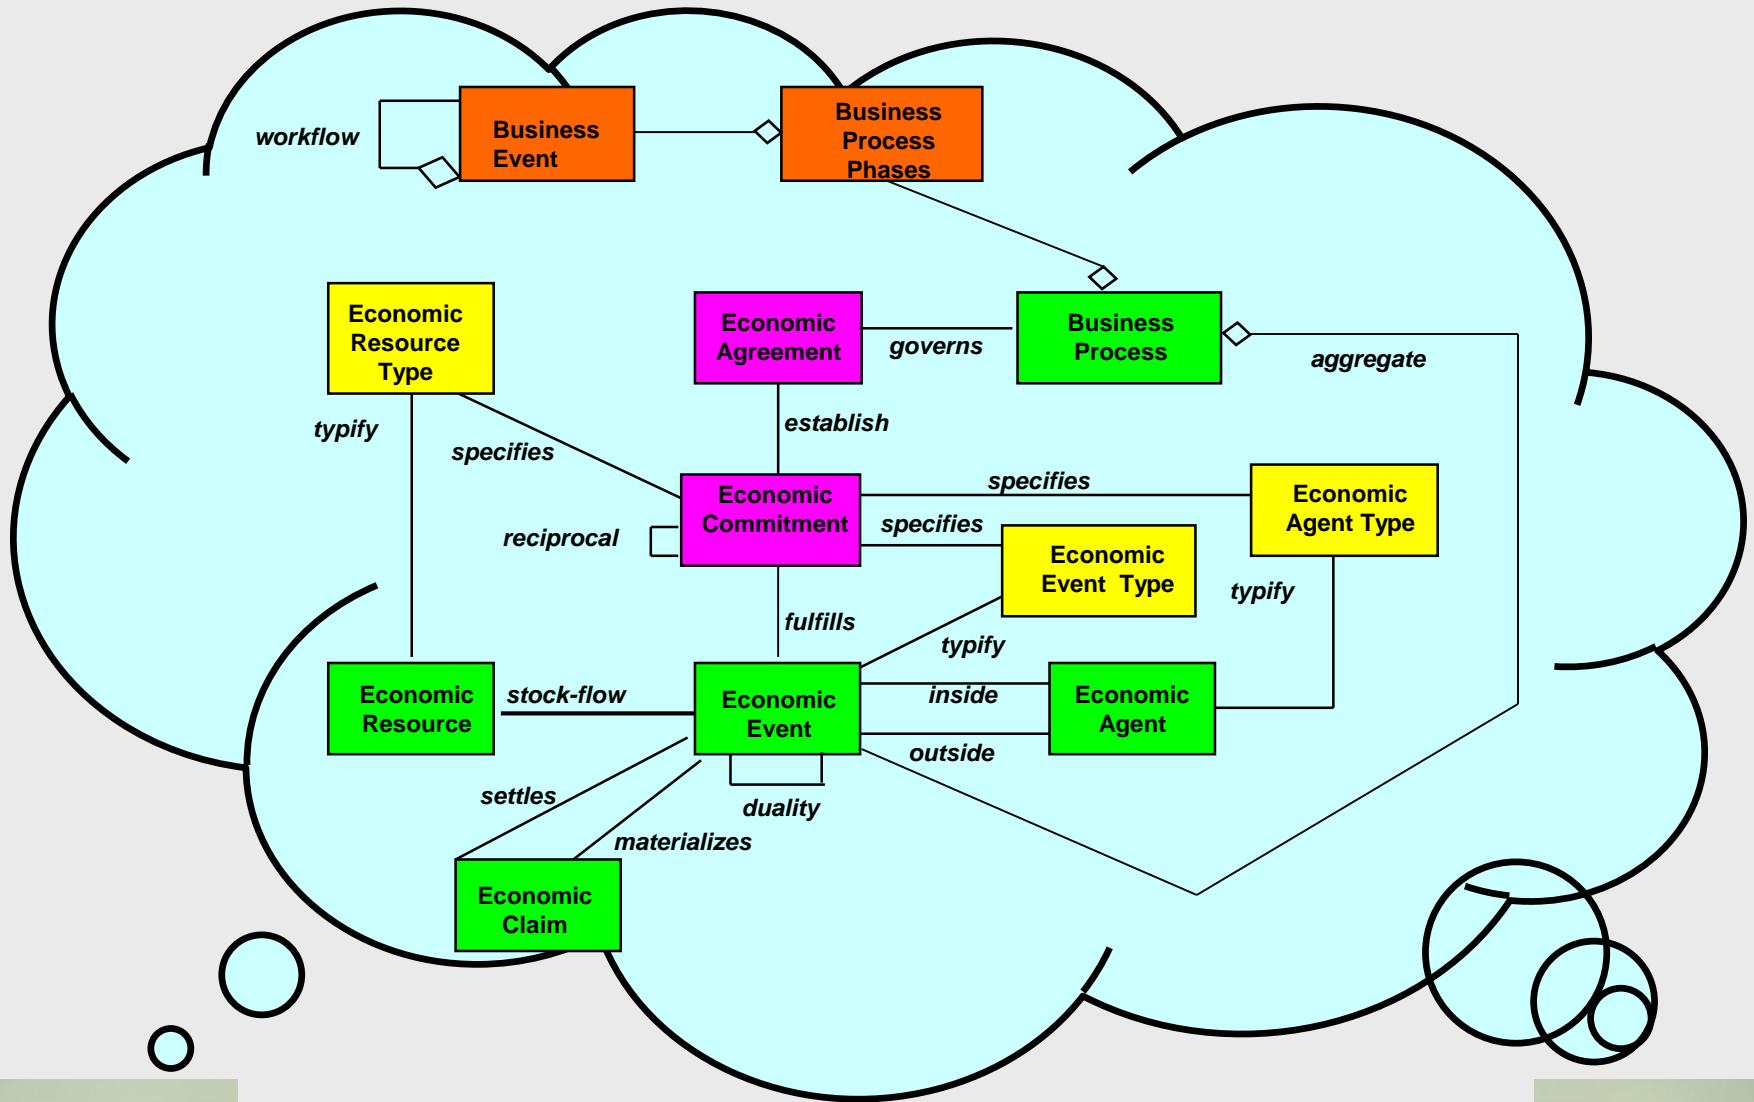 workflow
Business
Event
Business
Process
Phases
Economic
Resource
Type
Economic
Agreement
governs
Business
Process
aggregate
typify
specifies
establish
Economic
Commitment
reciprocal
specifies
specifies
Economic
Agent Type
Economic
Event Type
typify
fulfills
typify
Economic
Resource
stock-flow
Economic
Event
inside
outside
Economic
Agent
settles
materializes
duality
Economic
Claim